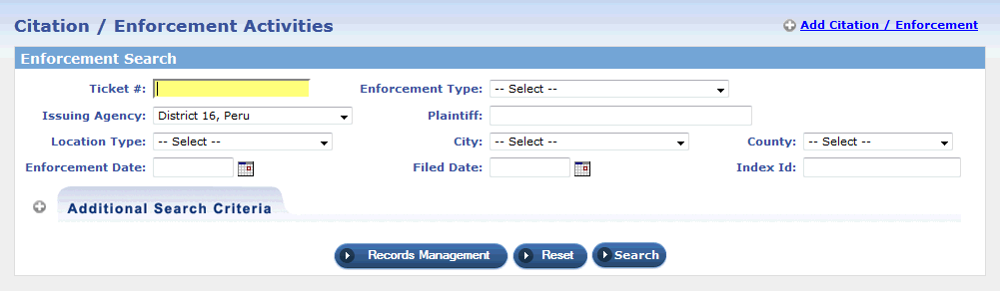 Citation / Enforcement Activities
Add Citation / Enforcement
Enforcement Search
Ticket #: Enforcement Type: -- Select --
Issuing Agency: District 16, Peru Plaintiff:
Location Type: -- Select -- City: -- Select -- County: -- Select --
Enforcement Date: Filed Date: Index Id:
Additional Search Criteria
Records Management Reset Search